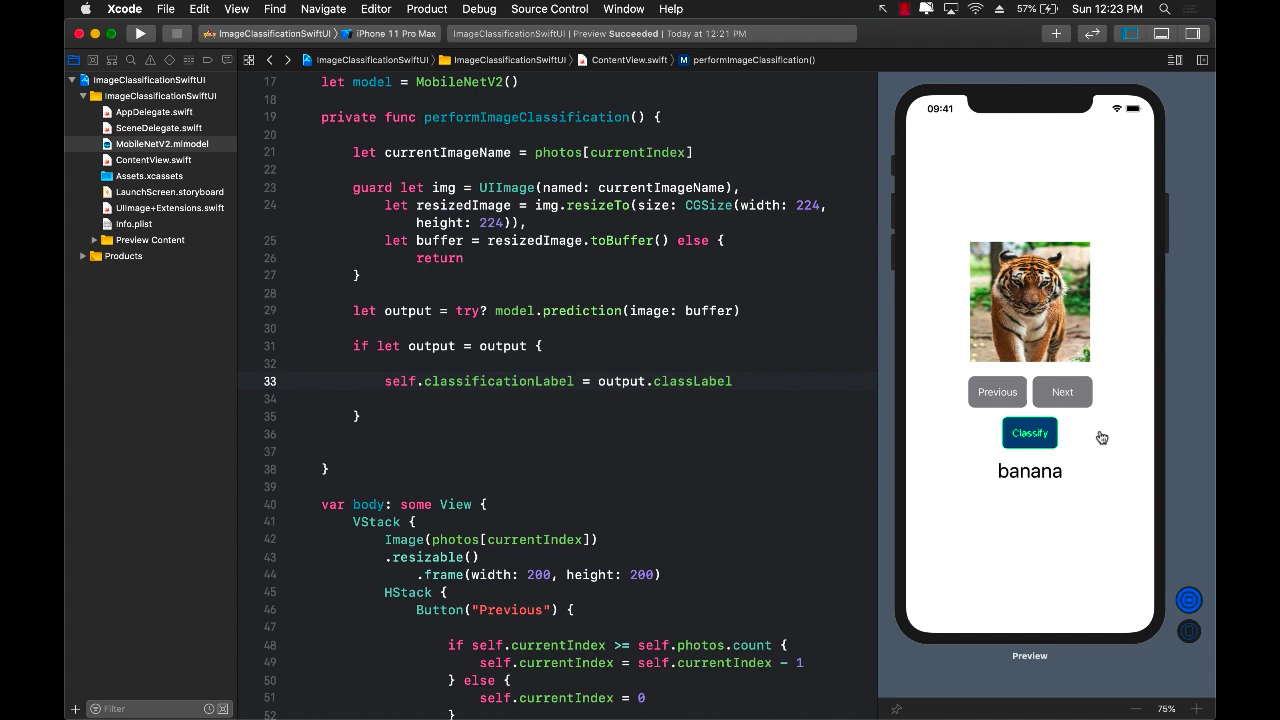 Xcode File Edit View Find Navigate Editor Product Debug Source Control Window Help 57% Sun 12:23 PM
ImageClassificationSwiftUI iPhone 11 Pro Max ImageClassificationSwiftUI | Preview Succeeded | Today at 12:21 PM
ImageClassificationSwiftUI ImageClassificationSwiftUI ContentView.swift M performImageClassification()
ImageClassificationSwiftUI
ImageClassificationSwiftUI
AppDelegate.swift
SceneDelegate.swift
MobileNetV2.mlmodel
ContentView.swift
Assets.xcassets
LaunchScreen.storyboard
UIImage+Extensions.swift
Info.plist
Preview Content
Products
Filter
17 let model = MobileNetV2()
18
19 private func performImageClassification() {
20
21 let currentImageName = photos[currentIndex]
22
23 guard let img = UIImage(named: currentImageName),
24 let resizedImage = img.resizeTo(size: CGSize(width: 224,
height: 224)),
25 let buffer = resizedImage.toBuffer() else {
26 return
27 }
28
29 let output = try? model.prediction(image: buffer)
30
31 if let output = output {
32
33 self.classificationLabel = output.classLabel
34
35 }
36
37
38 }
39
40 var body: some View {
41 VStack {
42 Image(photos[currentIndex])
43 .resizable()
44 .frame(width: 200, height: 200)
45 HStack {
46 Button("Previous") {
47
48 if self.currentIndex >= self.photos.count {
49 self.currentIndex = self.currentIndex - 1
50 } else {
51 self.currentIndex = 0
52 }
09:41
Previous Next
Classify
banana
Preview
75%